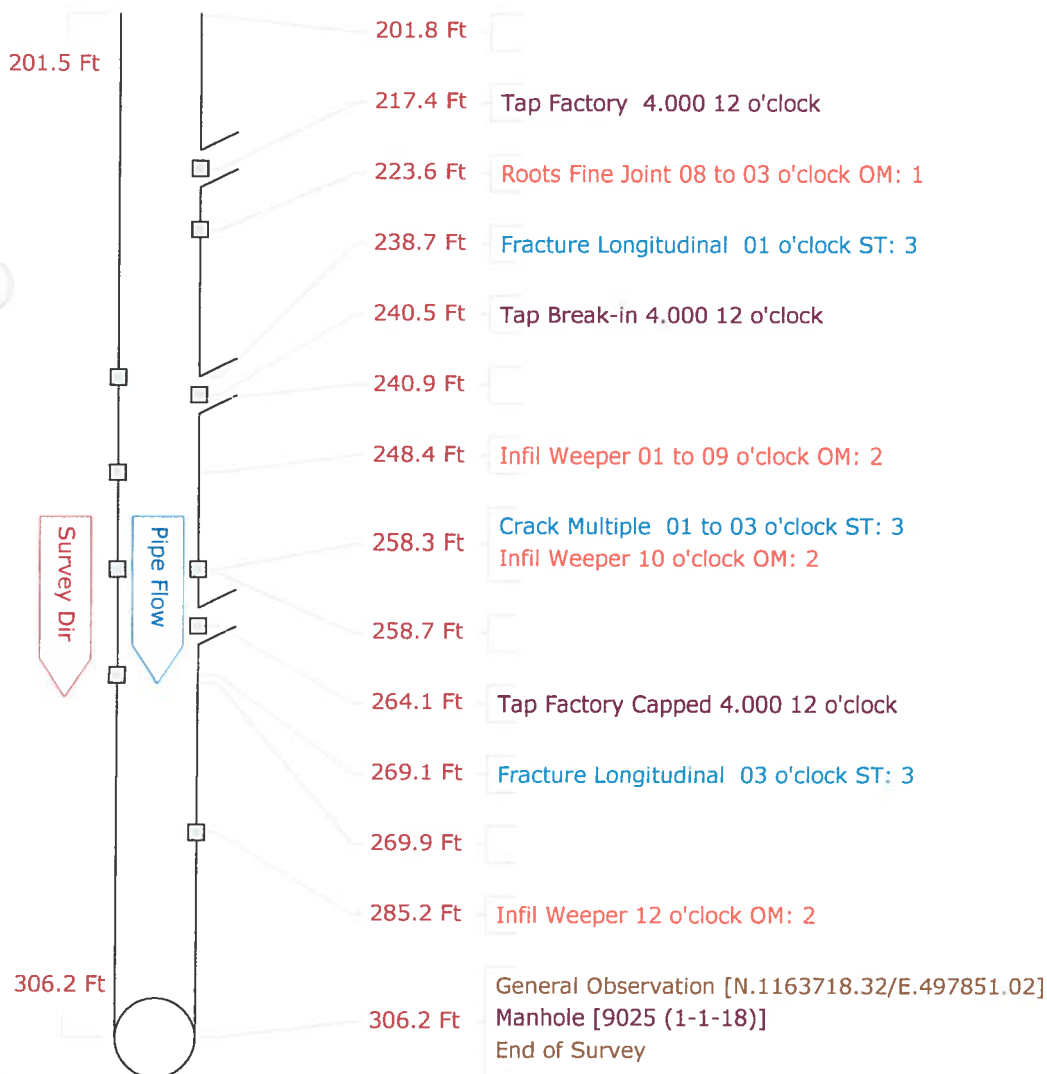 201.5 Ft
201.8 Ft
217.4 Ft Tap Factory 4.000 12 o'clock
223.6 Ft Roots Fine Joint 08 to 03 o'clock OM: 1
238.7 Ft Fracture Longitudinal 01 o'clock ST: 3
240.5 Ft Tap Break-in 4.000 12 o'clock
240.9 Ft
248.4 Ft Infil Weeper 01 to 09 o'clock OM: 2
258.3 Ft Crack Multiple 01 to 03 o'clock ST: 3
Infil Weeper 10 o'clock OM: 2
Survey Dir
Pipe Flow
258.7 Ft
264.1 Ft Tap Factory Capped 4.000 12 o'clock
269.1 Ft Fracture Longitudinal 03 o'clock ST: 3
269.9 Ft
285.2 Ft Infil Weeper 12 o'clock OM: 2
306.2 Ft
306.2 Ft General Observation [N.1163718.32/E.497851.02]
Manhole [9025 (1-1-18)]
End of Survey